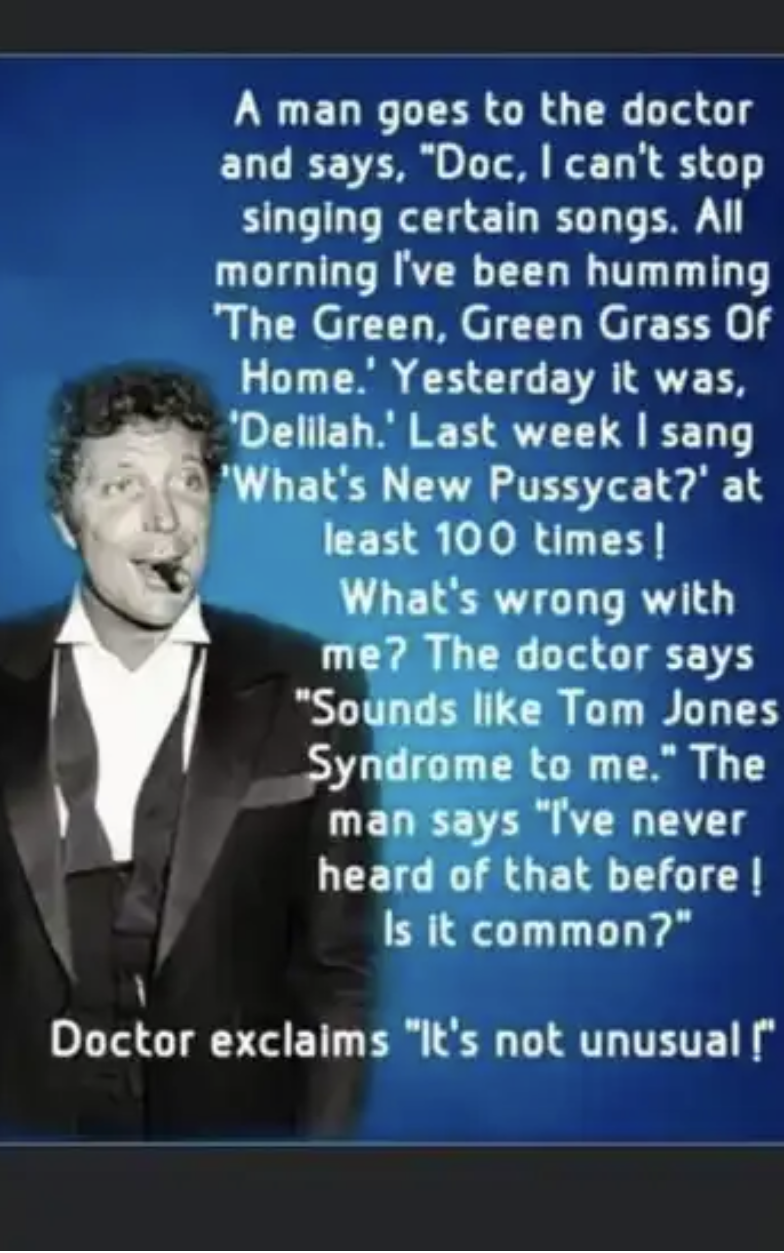 A man goes to the doctor
and says, "Doc, I can't stop
singing certain songs. All
morning I've been humming
'The Green, Green Grass Of
Home.' Yesterday it was,
'Delilah.' Last week I sang
'What's New Pussycat?' at
least 100 times!
What's wrong with
me? The doctor says
"Sounds like Tom Jones
Syndrome to me." The
man says "I've never
heard of that before!
Is it common?"
Doctor exclaims "It's not unusual!"